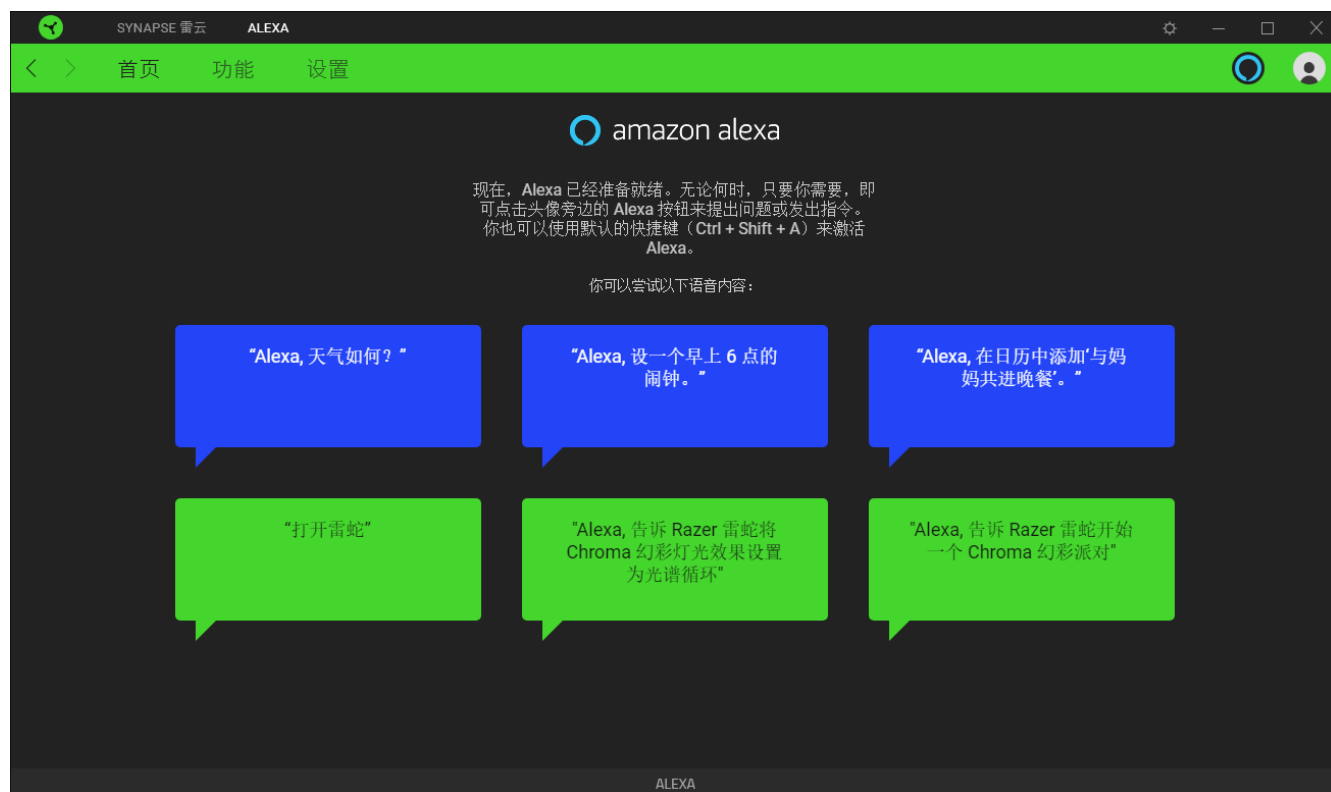 SYNAPSE 雷云 ALEXA
首页 功能 设置
amazon alexa
现在，Alexa 已经准备就绪。无论何时，只要你需要，即
可点击头像旁边的 Alexa 按钮来提出问题或发出指令。
你也可以使用默认的快捷键（Ctrl + Shift + A）来激活
Alexa。
你可以尝试以下语音内容：
“Alexa, 天气如何？”
“Alexa, 设一个早上 6 点的
闹钟。”
“Alexa, 在日历中添加‘与妈
妈共进晚餐’。”
“打开雷蛇”
"Alexa, 告诉 Razer 雷蛇将
Chroma 幻彩灯光效果设置
为光谱循环"
"Alexa, 告诉 Razer 雷蛇开始
一个 Chroma 幻彩派对"
ALEXA